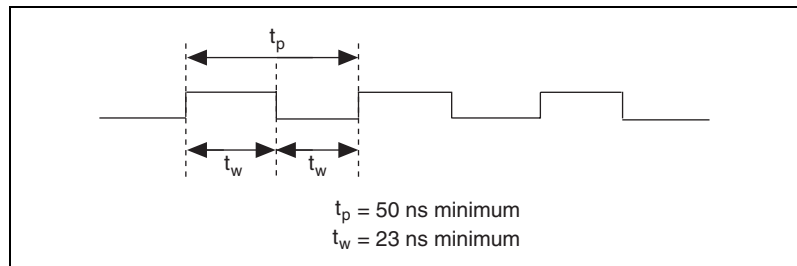 tp
tw tw
tp = 50 ns minimum
tw = 23 ns minimum